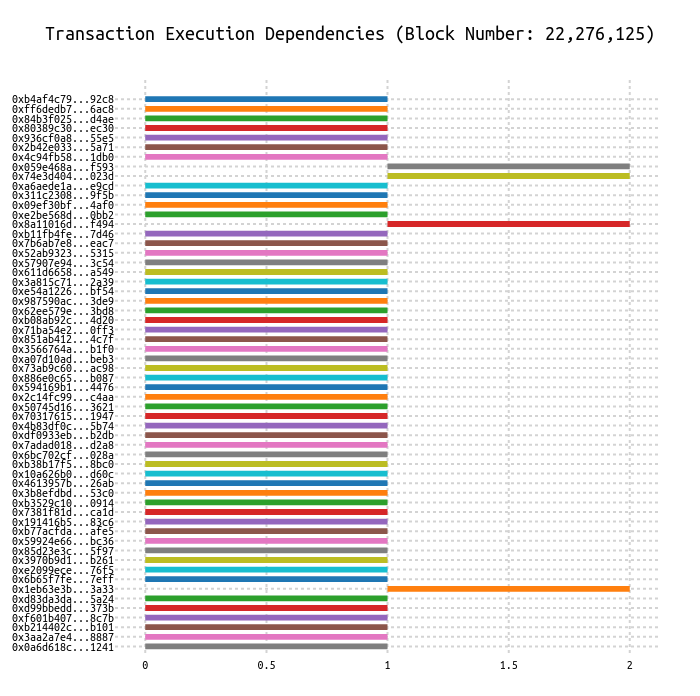 Transaction Execution Dependencies (Block Number: 22,276,125)
0xb4af4c79...92c8
0xff6dedb7...6ac8
0x84b3f025...d4ae
0x80389c30...ec30
0x936cf0a8...55e5
0x2b42e033...5a71
0x4c94fb58...1db0
0x059e468a...f593
0x74e3d404...023d
0xa6aede1a...e9cd
0x311c2308...9f5b
0x09ef30bf...4af0
0xe2be568d...0bb2
0x8a11016d...f494
0xb11fb4fe...7d46
0x7b6ab7e8...eac7
0x52ab9323...5315
0x57907e94...3c54
0x611d6658...a549
0x3a815c71...2a39
0xe54a1226...bf54
0x987590ac...3de9
0x62ee579e...3bd8
0xb08ab92c...4d20
0x71ba54e2...0ff3
0x851ab412...4c7f
0x3566764a...b1f0
0xa07d10ad...beb3
0x73ab9c60...ac98
0x886e0c65...b087
0x594169b1...4476
0x2c14fc99...c4aa
0x50745d16...3621
0x70317615...1947
0x4b83df0c...5b74
0xdf0933eb...b2db
0x7adad018...d2a8
0x6bc702cf...028a
0xb38b17f5...8bc0
0x10a626b0...d60c
0x4613957b...26ab
0x3b8efdbd...53c0
0xb3529c10...0914
0x7381f81d...ca1d
0x191416b5...83c6
0xb77acfda...afe5
0x59924e66...bc36
0x85d23e3c...5f97
0x3970b9d1...b261
0xe2099ece...76f5
0x6b65f7fe...7eff
0x1eb63e3b...3a33
0xd83da3da...5a24
0xd99bbedd...373b
0xf601b407...8c7b
0xb214402c...b101
0x3aa2a7e4...8887
0x0a6d618c...1241
0 0.5 1 1.5 2